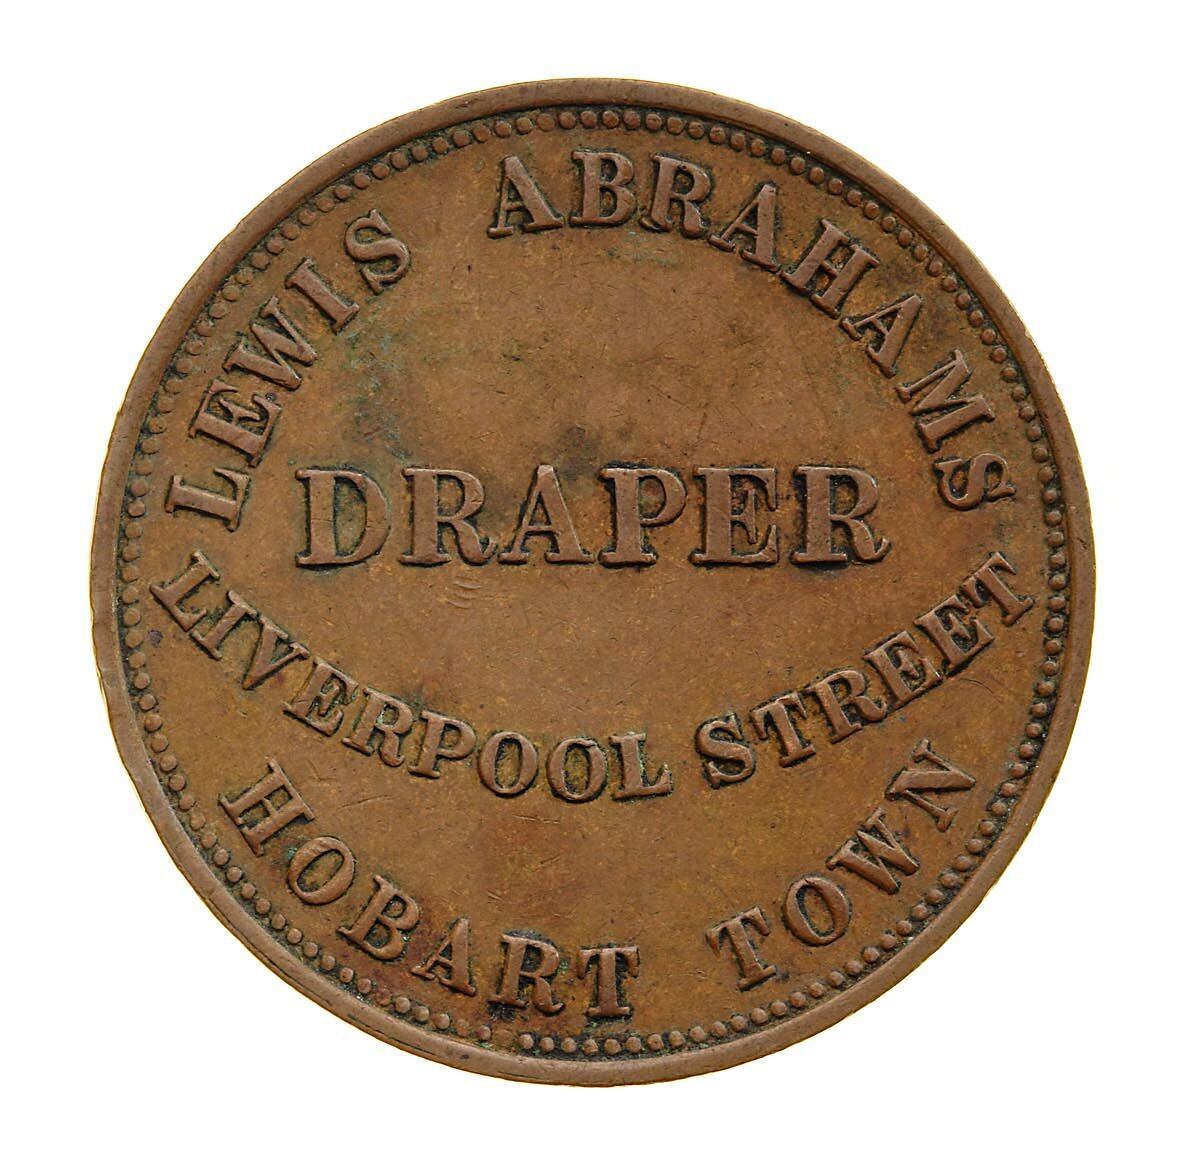 LEWIS ABRAHAMS
DRAPER
LIVERPOOL STREET
HOBART TOWN